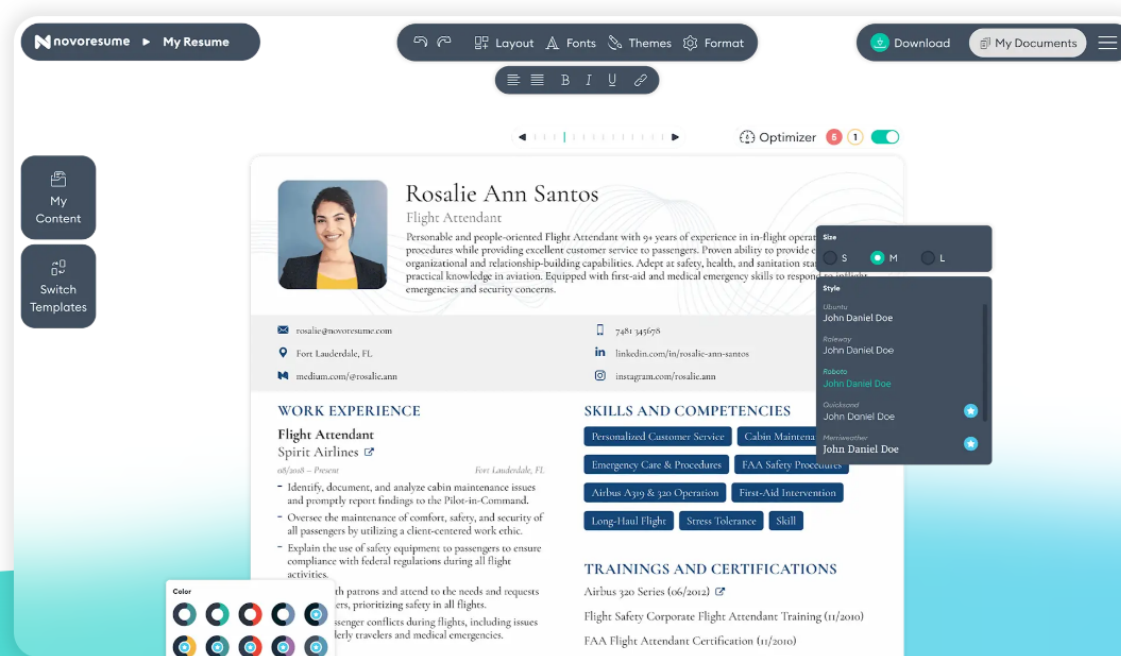 novoresume ▸ My Resume
Layout Fonts Themes Format
Download My Documents
B I U
Optimizer 6 1
My
Content
Switch
Templates
Rosalie Ann Santos
Flight Attendant
Personable and people-oriented Flight Attendant with 9+ years of experience in in-flight
procedures while providing excellent customer service to passengers. Proven ability to provide
organizational and relationship-building capabilities. Adept at safety, health, and sanitation
practical knowledge in aviation. Equipped with first-aid and medical emergency skills to respond to inflight
emergencies and security concerns.
Size
S M L
Style
Ubuntu
John Daniel Doe
Raleway
John Daniel Doe
Roboto
John Daniel Doe
Quicksand
John Daniel Doe
Merriweather
John Daniel Doe
rosalie@novoresume.com
7481 345678
Fort Lauderdale, FL
linkedin.com/in/rosalie-ann-santos
medium.com/@rosalie.ann
instagram.com/rosalie.ann
WORK EXPERIENCE
Flight Attendant
Spirit Airlines
08/2018 – Present Fort Lauderdale, FL
- Identify, document, and analyze cabin maintenance issues
and promptly report findings to the Pilot-in-Command.
- Oversee the maintenance of comfort, safety, and security of
all passengers by utilizing a client-centered work ethic.
- Explain the use of safety equipment to passengers to ensure
compliance with federal regulations during all flight
activities.
patrons and attend to the needs and requests
prioritizing safety in all flights.
conflicts during flights, including issues
travelers and medical emergencies.
Color
SKILLS AND COMPETENCIES
Personalized Customer Service Cabin
Emergency Care & Procedures FAA Safety Procedures
Airbus A319 & 320 Operation First-Aid Intervention
Long-Haul Flight Stress Tolerance Skill
TRAININGS AND CERTIFICATIONS
Airbus 320 Series (06/2012)
Flight Safety Corporate Flight Attendant Training (11/2010)
FAA Flight Attendant Certification (11/2010)